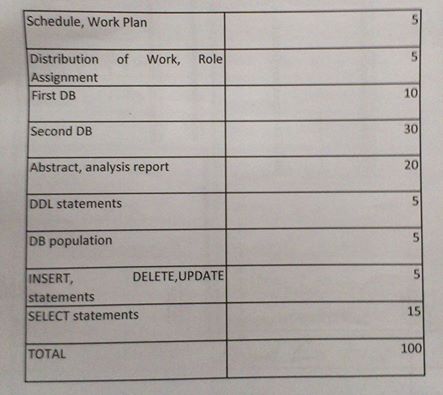 Schedule, Work Plan 5
Distribution of Work, Role 5
Assignment
First DB 10
Second DB 30
Abstract, analysis report 20
DDL statements 5
DB population 5
INSERT, DELETE,UPDATE 5
statements
SELECT statements 15
TOTAL 100